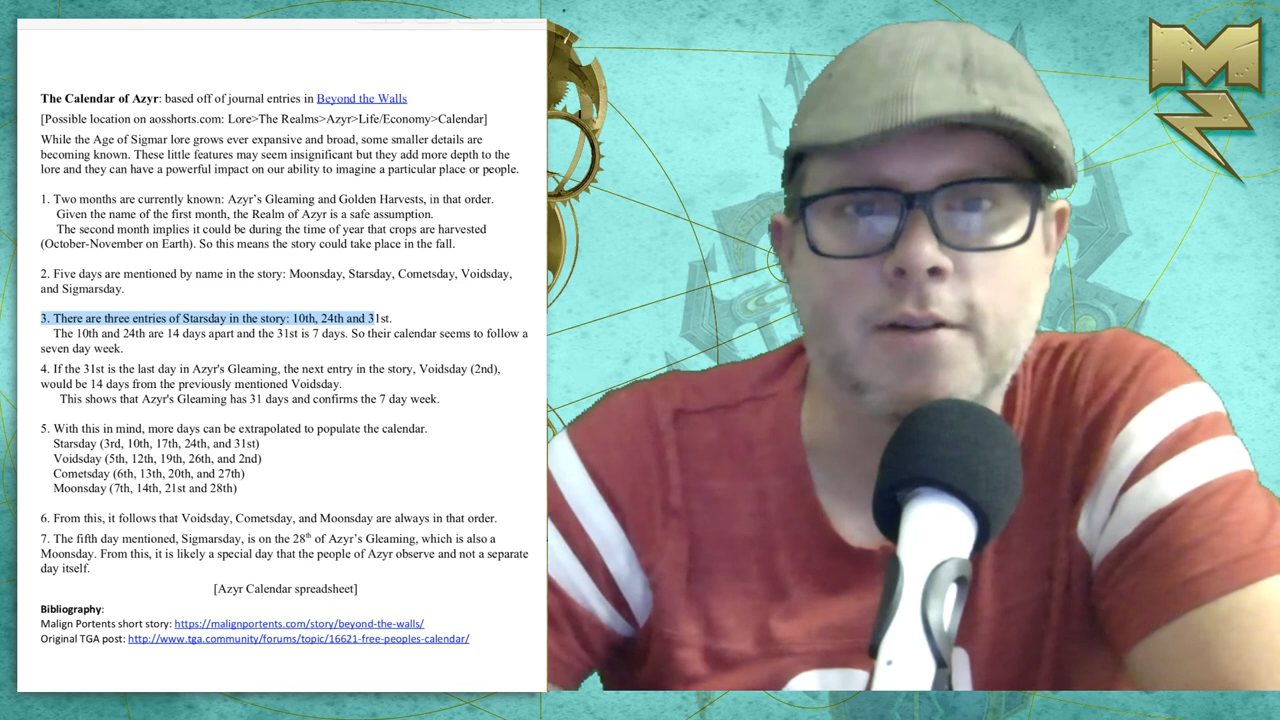 The Calendar of Azyr: based off of journal entries in Beyond the Walls
[Possible location on aosshorts.com: Lore>The Realms>Azyr>Life/Economy>Calendar]
While the Age of Sigmar lore grows ever expansive and broad, some smaller details are
becoming known. These little features may seem insignificant but they add more depth to the
lore and they can have a powerful impact on our ability to imagine a particular place or people.
1. Two months are currently known: Azyr’s Gleaming and Golden Harvests, in that order.
Given the name of the first month, the Realm of Azyr is a safe assumption.
The second month implies it could be during the time of year that crops are harvested
(October-November on Earth). So this means the story could take place in the fall.
2. Five days are mentioned by name in the story: Moonsday, Starsday, Cometsday, Voidsday,
and Sigmarsday.
3. There are three entries of Starsday in the story: 10th, 24th and 31st.
The 10th and 24th are 14 days apart and the 31st is 7 days. So their calendar seems to follow a
seven day week.
4. If the 31st is the last day in Azyr's Gleaming, the next entry in the story, Voidsday (2nd),
would be 14 days from the previously mentioned Voidsday.
This shows that Azyr's Gleaming has 31 days and confirms the 7 day week.
5. With this in mind, more days can be extrapolated to populate the calendar.
Starsday (3rd, 10th, 17th, 24th, and 31st)
Voidsday (5th, 12th, 19th, 26th, and 2nd)
Cometsday (6th, 13th, 20th, and 27th)
Moonsday (7th, 14th, 21st and 28th)
6. From this, it follows that Voidsday, Cometsday, and Moonsday are always in that order.
7. The fifth day mentioned, Sigmarsday, is on the 28th of Azyr’s Gleaming, which is also a
Moonsday. From this, it is likely a special day that the people of Azyr observe and not a separate
day itself.
[Azyr Calendar spreadsheet]
Bibliography:
Malign Portents short story: https://malignportents.com/story/beyond-the-walls/
Original TGA post: http://www.tga.community/forums/topic/16621-free-peoples-calendar/
M